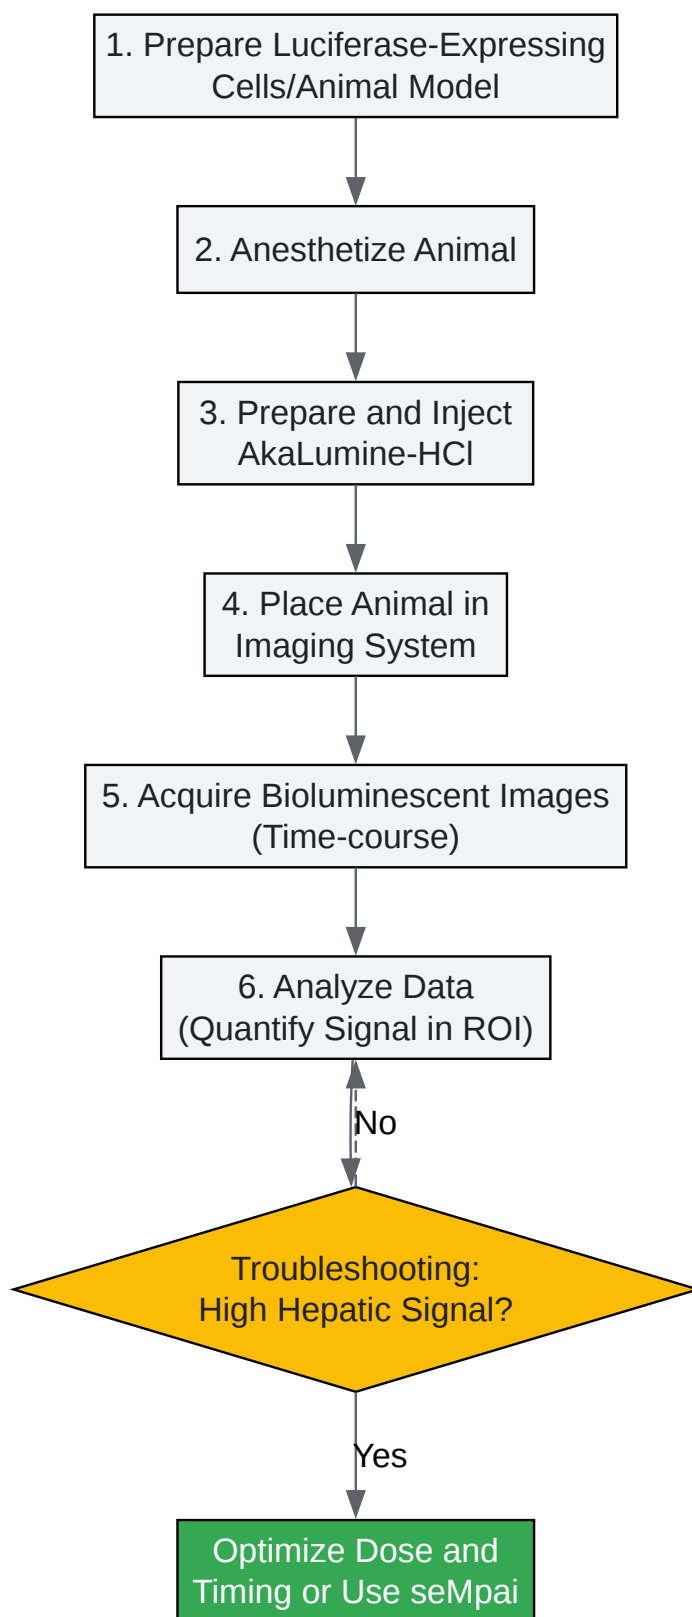 1. Prepare Luciferase-Expressing
Cells/Animal Model
2. Anesthetize Animal
3. Prepare and Inject
AkaLumine-HCl
4. Place Animal in
Imaging System
5. Acquire Bioluminescent Images
(Time-course)
6. Analyze Data
(Quantify Signal in ROI)
No
Troubleshooting:
High Hepatic Signal?
Yes
Optimize Dose and
Timing or Use seMpai